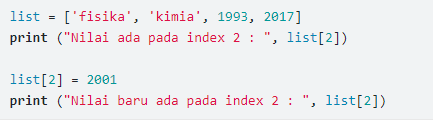 list = ['fisika', 'kimia', 1993, 2017]
print ("Nilai ada pada index 2 : ", list[2])
list[2] = 2001
print ("Nilai baru ada pada index 2 : ", list[2])